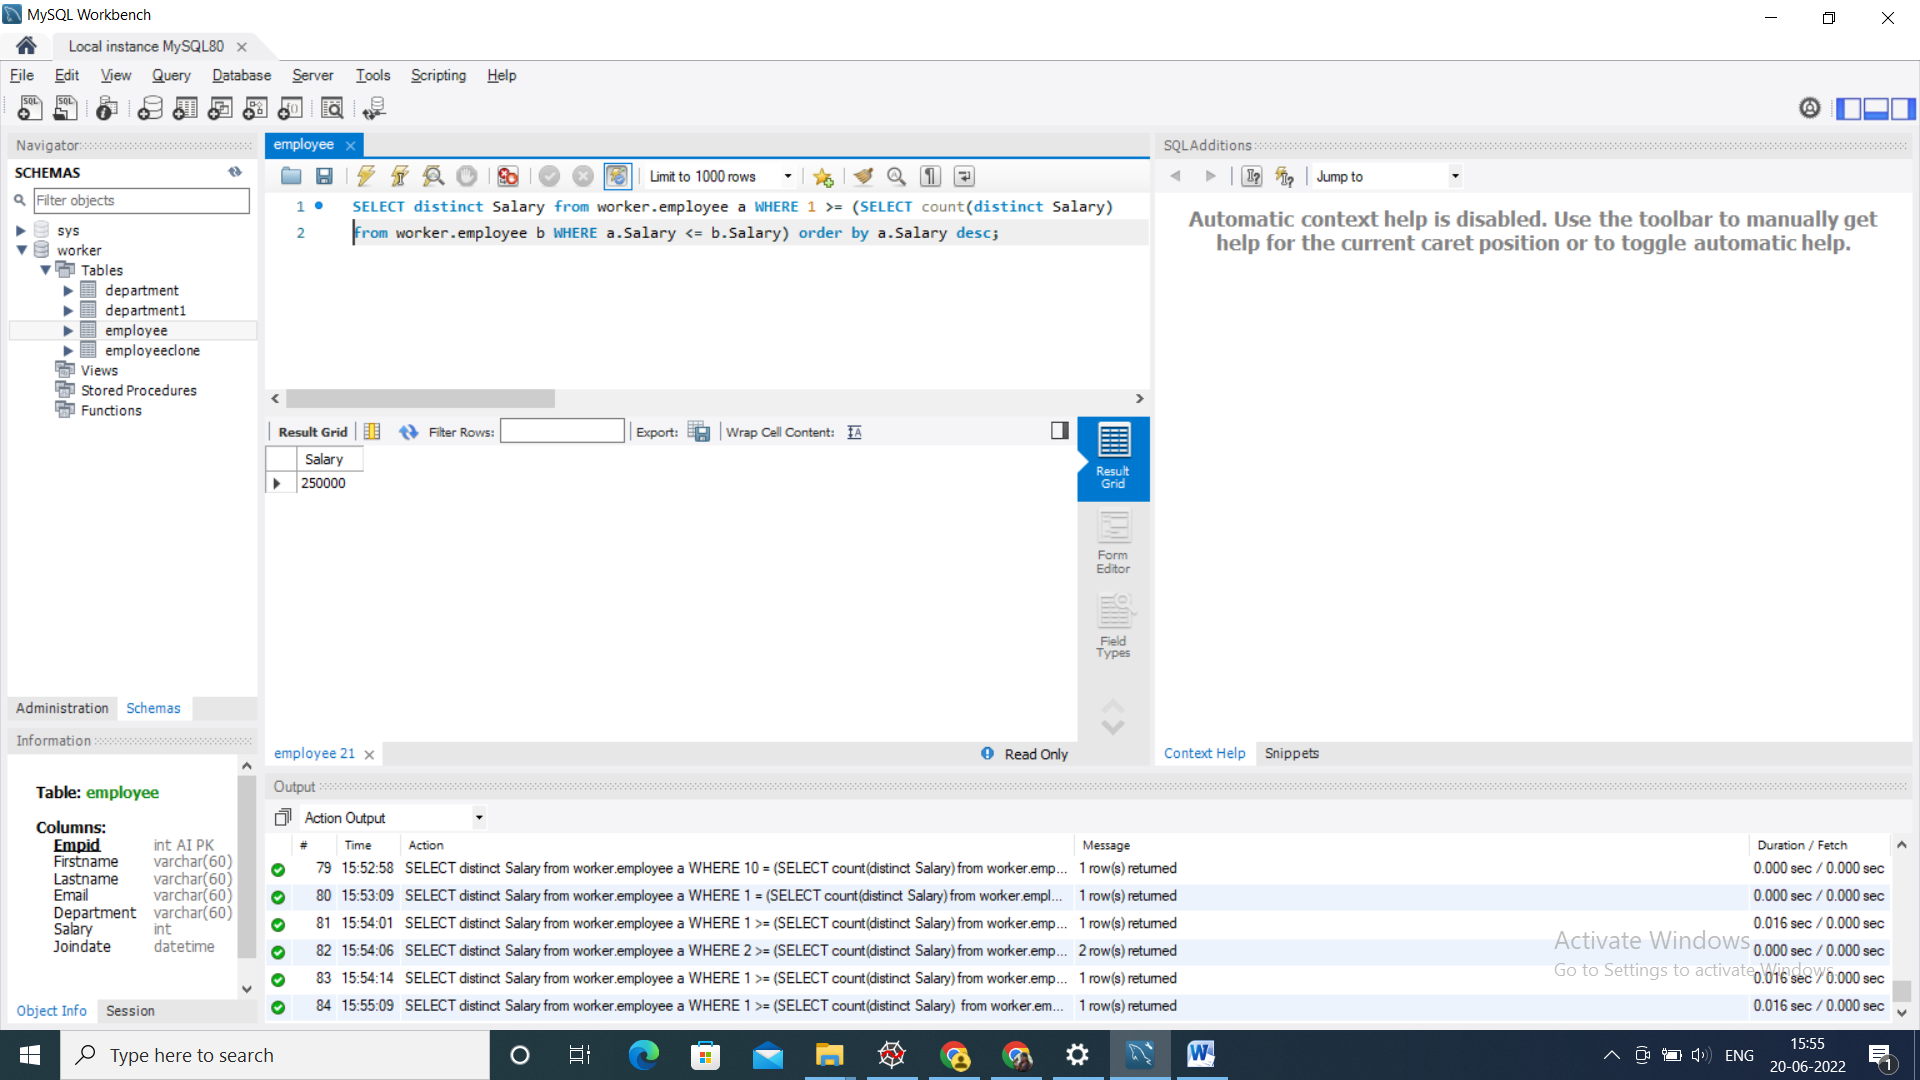 MySQL Workbench
Local instance MySQL80
File Edit View Query Database Server Tools Scripting Help
Navigator
SCHEMAS
Filter objects
sys
worker
Tables
department
department1
employee
employeeclone
Views
Stored Procedures
Functions
Administration Schemas
Information
Table: employee
Columns:
Empid int AI PK
Firstname varchar(60)
Lastname varchar(60)
Email varchar(60)
Department varchar(60)
Salary int
Joindate datetime
Object Info Session
employee
Limit to 1000 rows
1 SELECT distinct Salary from worker.employee a WHERE 1 >= (SELECT count(distinct Salary)
2 from worker.employee b WHERE a.Salary <= b.Salary) order by a.Salary desc;
Result Grid Filter Rows: Export: Wrap Cell Content:
Salary
250000
Result Grid
Form Editor
Field Types
employee 21 Read Only
SQLAdditions
Jump to
Automatic context help is disabled. Use the toolbar to manually get
help for the current caret position or to toggle automatic help.
Context Help Snippets
Output
Action Output
# Time Action Message Duration / Fetch
79 15:52:58 SELECT distinct Salary from worker.employee a WHERE 10 = (SELECT count(distinct Salary) from worker.emp... 1 row(s) returned 0.000 sec / 0.000 sec
80 15:53:09 SELECT distinct Salary from worker.employee a WHERE 1 = (SELECT count(distinct Salary) from worker.empl... 1 row(s) returned 0.000 sec / 0.000 sec
81 15:54:01 SELECT distinct Salary from worker.employee a WHERE 1 >= (SELECT count(distinct Salary) from worker.emp... 1 row(s) returned 0.016 sec / 0.000 sec
82 15:54:06 SELECT distinct Salary from worker.employee a WHERE 2 >= (SELECT count(distinct Salary) from worker.emp... 2 row(s) returned 0.000 sec / 0.000 sec
83 15:54:14 SELECT distinct Salary from worker.employee a WHERE 1 >= (SELECT count(distinct Salary) from worker.emp... 1 row(s) returned 0.016 sec / 0.000 sec
84 15:55:09 SELECT distinct Salary from worker.employee a WHERE 1 >= (SELECT count(distinct Salary) from worker.em... 1 row(s) returned 0.016 sec / 0.000 sec
Activate Windows
Go to Settings to activate Windows.
Type here to search
ENG
15:55
20-06-2022
1